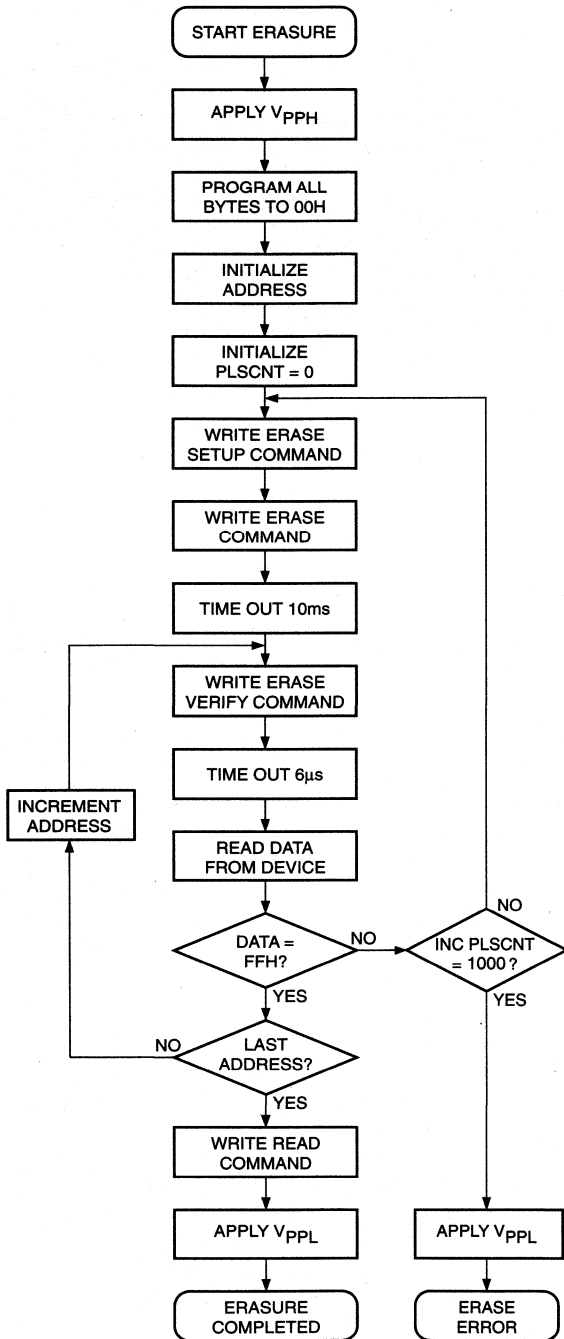 START ERASURE
APPLY VPPH
PROGRAM ALL
BYTES TO 00H
INITIALIZE
ADDRESS
INITIALIZE
PLSCNT = 0
WRITE ERASE
SETUP COMMAND
WRITE ERASE
COMMAND
TIME OUT 10ms
WRITE ERASE
VERIFY COMMAND
TIME OUT 6µs
INCREMENT
ADDRESS
READ DATA
FROM DEVICE
DATA =
FFH?
NO
YES
INC PLSCNT
= 1000 ?
NO
YES
LAST
ADDRESS?
NO
YES
WRITE READ
COMMAND
APPLY VPPL
ERASURE
COMPLETED
APPLY VPPL
ERASE
ERROR